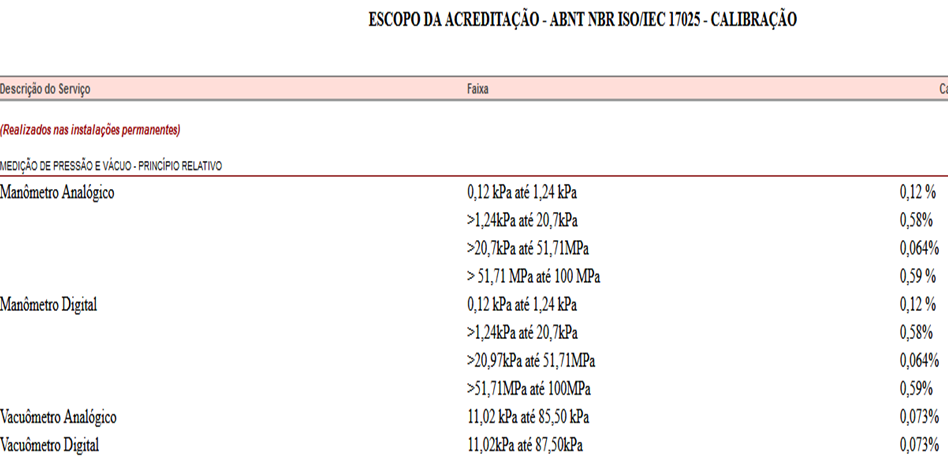 ESCOPO DA ACREDITAÇÃO - ABNT NBR ISO/IEC 17025 - CALIBRAÇÃO
Descrição do Serviço Faixa Ca
(Realizados nas instalações permanentes)
MEDIÇÃO DE PRESSÃO E VÁCUO - PRINCÍPIO RELATIVO
Manômetro Analógico 0,12 kPa até 1,24 kPa 0,12 %
>1,24kPa até 20,7kPa 0,58%
>20,7kPa até 51,71MPa 0,064%
> 51,71 MPa até 100 MPa 0,59 %
Manômetro Digital 0,12 kPa até 1,24 kPa 0,12 %
>1,24kPa até 20,7kPa 0,58%
>20,97kPa até 51,71MPa 0,064%
>51,71MPa até 100MPa 0,59%
Vacuômetro Analógico 11,02 kPa até 85,50 kPa 0,073%
Vacuômetro Digital 11,02kPa até 87,50kPa 0,073%